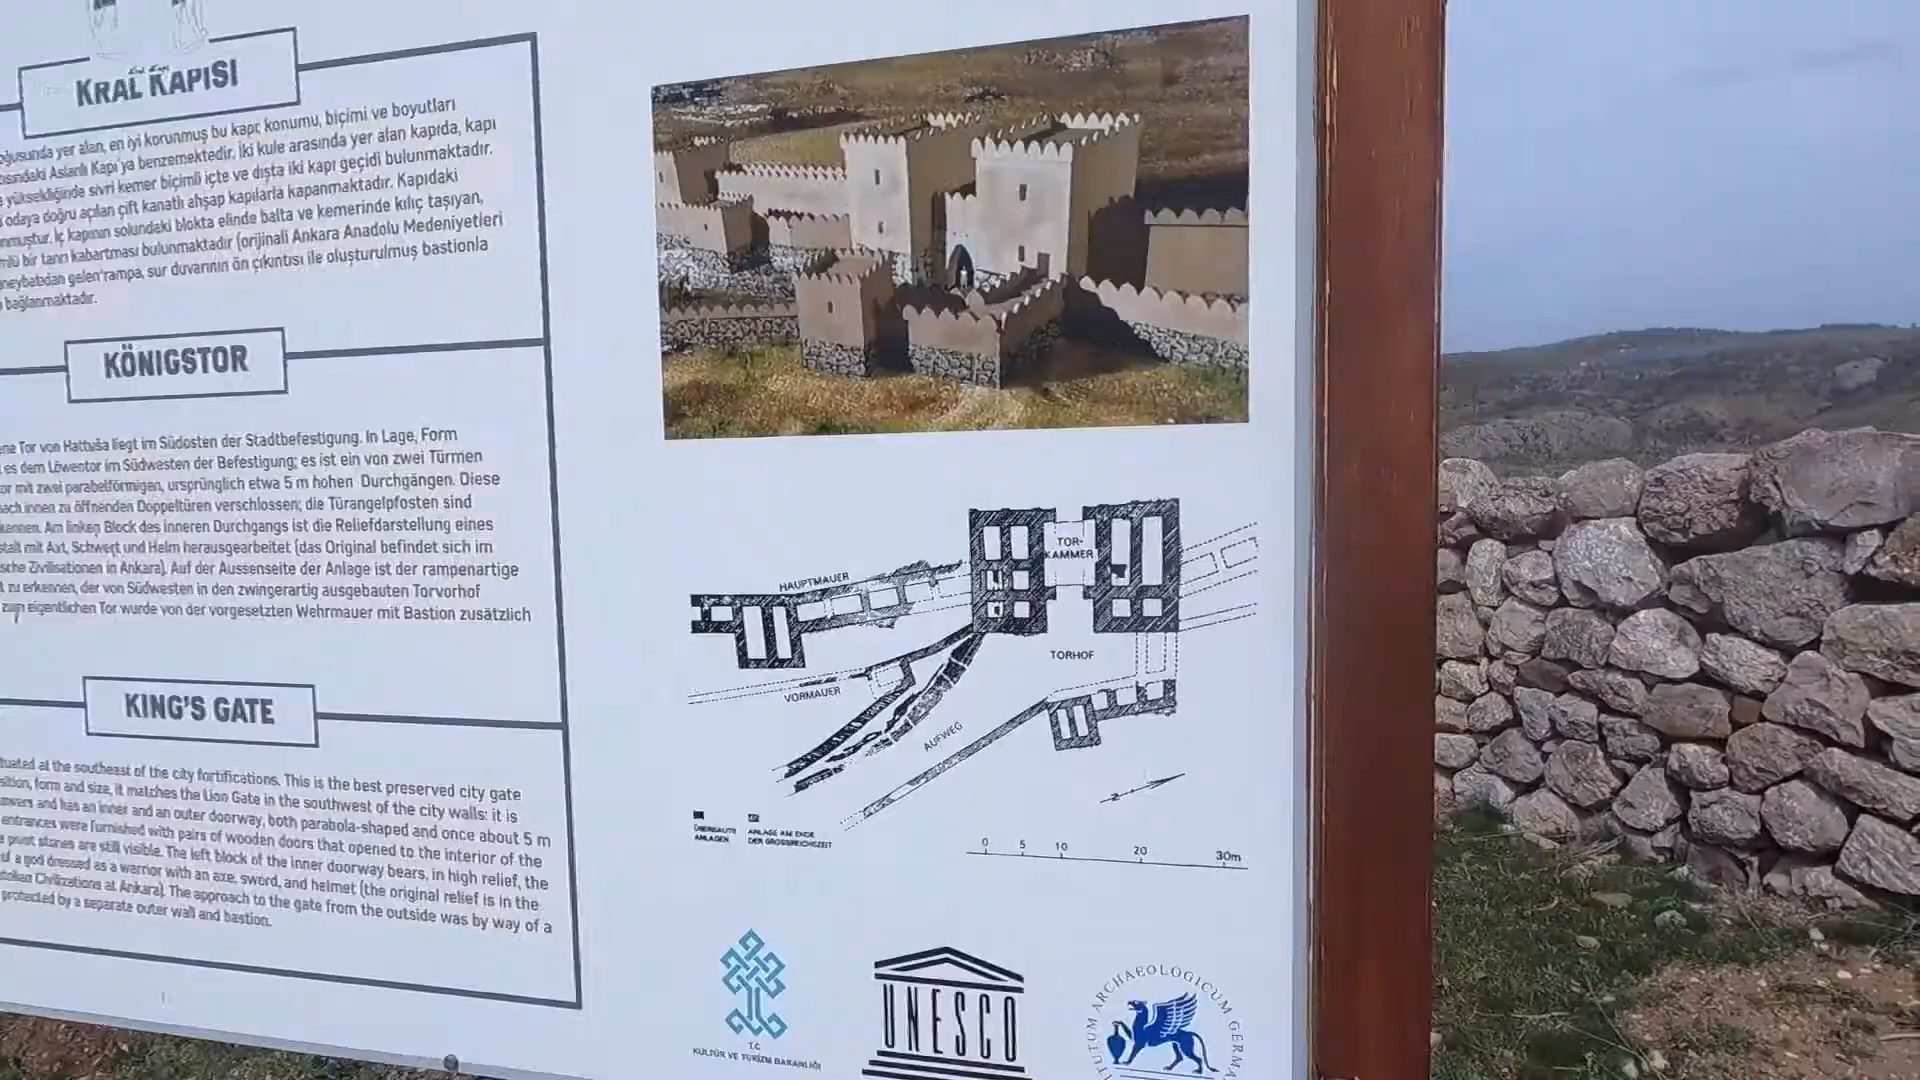 KRAL KAPISI
yer alan, en iyi korunmuş bu kapı; konumu, biçimi ve boyutları
Aslanlı Kapı'ya benzemektedir. İki kule arasında yer alan kapıda, kapı
yüksekliğinde sivri kemer biçimli içte ve dışta iki kapı geçidi bulunmaktadır.
odaya doğru açılan çift kanatlı ahşap kapılarla kapanmaktadır. Kapıdaki
İç kapının solundaki blokta elinde balta ve kemerinde kılıç taşıyan,
bir tanrı kabartması bulunmaktadır (orijinali Ankara Anadolu Medeniyetleri
gelen rampa, sur duvarının ön çıkıntısı ile oluşturulmuş bastionla
bağlanmaktadır.
KÖNIGSTOR
Tor von Hattuša liegt im Südosten der Stadtbefestigung. In Lage, Form
es dem Löwentor im Südwesten der Befestigung; es ist ein von zwei Türmen
mit zwei parabelförmigen, ursprünglich etwa 5 m hohen Durchgängen. Diese
nach innen zu öffnenden Doppeltüren verschlossen; die Türangelpfosten sind
Am linken Block des inneren Durchgangs ist die Reliefdarstellung eines
mit Axt, Schwert und Helm herausgearbeitet (das Original befindet sich im
Zivilisationen in Ankara). Auf der Aussenseite der Anlage ist der rampenartige
zu erkennen, der von Südwesten in den zwingerartig ausgebauten Torvorhof
zum eigentlichen Tor wurde von der vorgesetzten Wehrmauer mit Bastion zusätzlich
KING'S GATE
at the southeast of the city fortifications. This is the best preserved city gate
form and size, it matches the Lion Gate in the southwest of the city walls: it is
and has an inner and an outer doorway, both parabola-shaped and once about 5 m
entrances were furnished with pairs of wooden doors that opened to the interior of the
pivot stones are still visible. The left block of the inner doorway bears, in high relief, the
of a god dressed as a warrior with an axe, sword, and helmet (the original relief is in the
Civilizations at Ankara). The approach to the gate from the outside was by way of a
protected by a separate outer wall and bastion.
TOR-
KAMMER
HAUPTMAUER
TORHOF
VORMAUER
AUFWEG
ÜBERBAUTE
ANLAGEN
ANLAGE AM ENDE
DER GROSSREICHSZEIT
0 5 10 20 30m
T.C.
KÜLTÜR VE TURİZM BAKANLIĞI
UNESCO
ARCHAEOLOGICUM